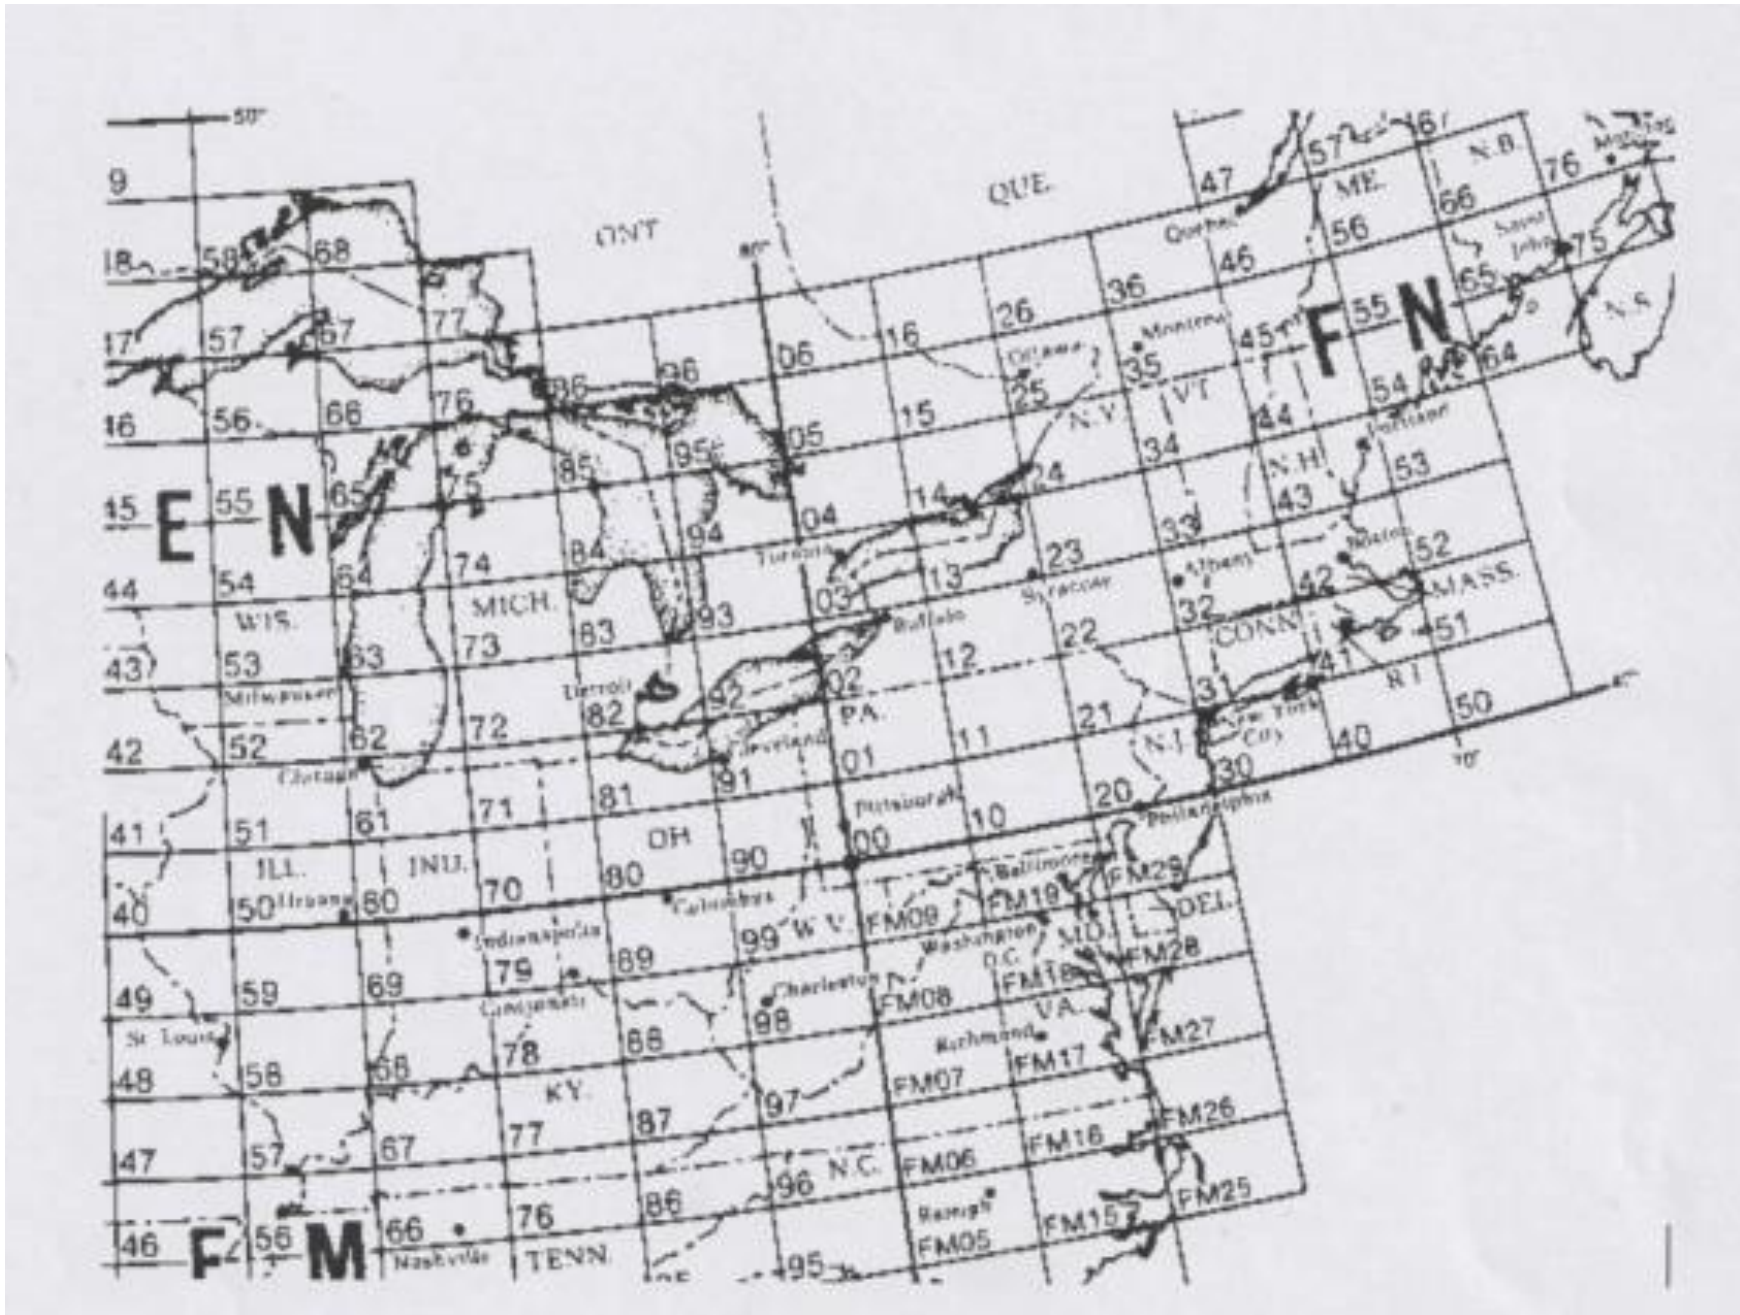 50°
9 47 57 67 N.B. 76
QUE. ME.
ONT 80° Quebec 46 56 66 Saint John 75
18 58 68 36
47 57 67 77 06 16 26 Montreal 45 55 65 N.S.
F N
Ottawa 35 64
46 56 66 76 86 96 05 15 25 N.Y. VT 44 54 Portland
45 E 55 N 65 75 85 95 04 14 24 34 N.H. 43 53
44 54 64 74 84 94 Toronto 03 13 23 33 Boston 52
WIS. MICH. Syracuse Albany 42 MASS.
43 53 63 73 83 93 Buffalo 12 22 32 CONN 51
Milwaukee Detroit 41 R.I.
42 52 62 72 82 92 02 PA. 11 21 31 New York City 40 50
Chicago Cleveland N.J. 70°
41 51 61 71 81 91 01 10 20 30
Pittsburgh Philadelphia
ILL. IND. OH 00
40 50 Urbana 60 70 80 90 Baltimore FM29
Columbus W.V. FM09 FM19 DEL.
Indianapolis 99 Washington D.C. MD.
49 59 69 79 89 FM28
Cincinnati Charleston FM08 FM18
St Louis 98 VA.
48 58 68 78 88 Richmond FM27
KY. FM07 FM17
47 57 67 77 87 97 FM26
N.C. FM06 FM16
46 F 56 M 66 76 86 96 FM25
Raleigh
Nashville TENN. 95 FM05 FM15